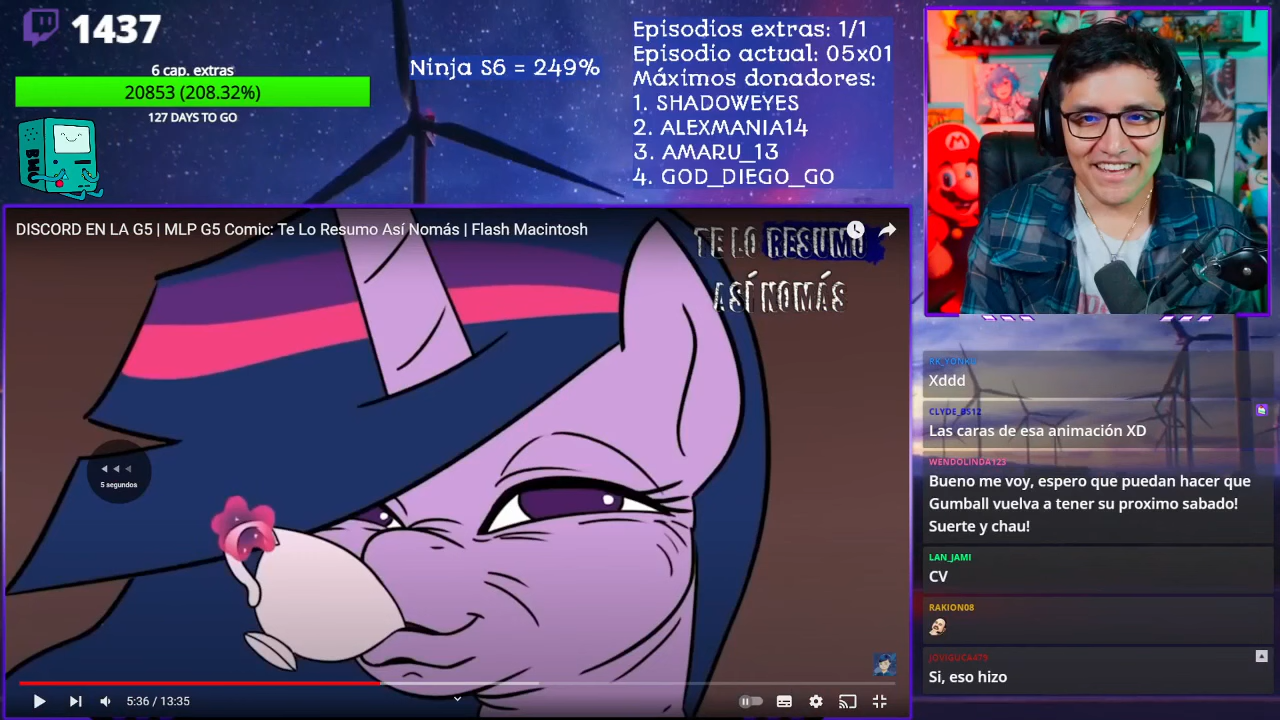 1437
6 cap. extras
20853 (208.32%)
127 DAYS TO GO
BMO
Ninja S6 = 249%
Episodios extras: 1/1
Episodio actual: 05x01
Máximos donadores:
1. SHADOWEYES
2. ALEXMANIA14
3. AMARU_13
4. GOD_DIEGO_GO
DISCORD EN LA G5 | MLP G5 Comic: Te Lo Resumo Así Nomás | Flash Macintosh
TE LO RESUMO
ASÍ NOMÁS
5 segundos
5:36 / 13:35
Xddd
CLYDE_BS12
Las caras de esa animación XD
WENDOLINDA123
Bueno me voy, espero que puedan hacer que
Gumball vuelva a tener su proximo sabado!
Suerte y chau!
LAN_JAMI
CV
RAKION08
Si, eso hizo